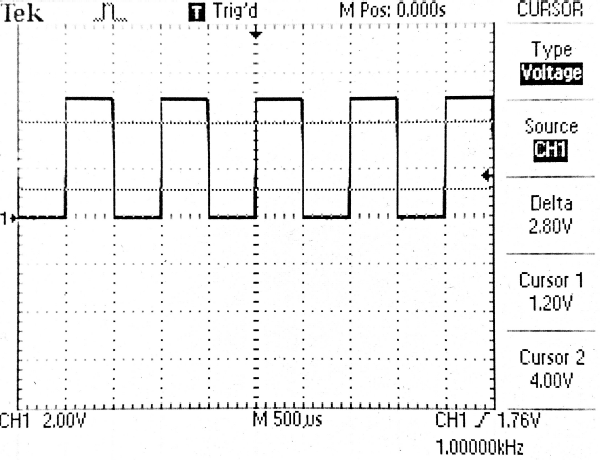 Tek T Trig'd M Pos: 0.000s CURSOR
Type
Voltage
Source
CH1
Delta
2.80V
Cursor 1
1.20V
Cursor 2
4.00V
1
CH1 2.00V M 500µs CH1 1.76V
1.00000kHz